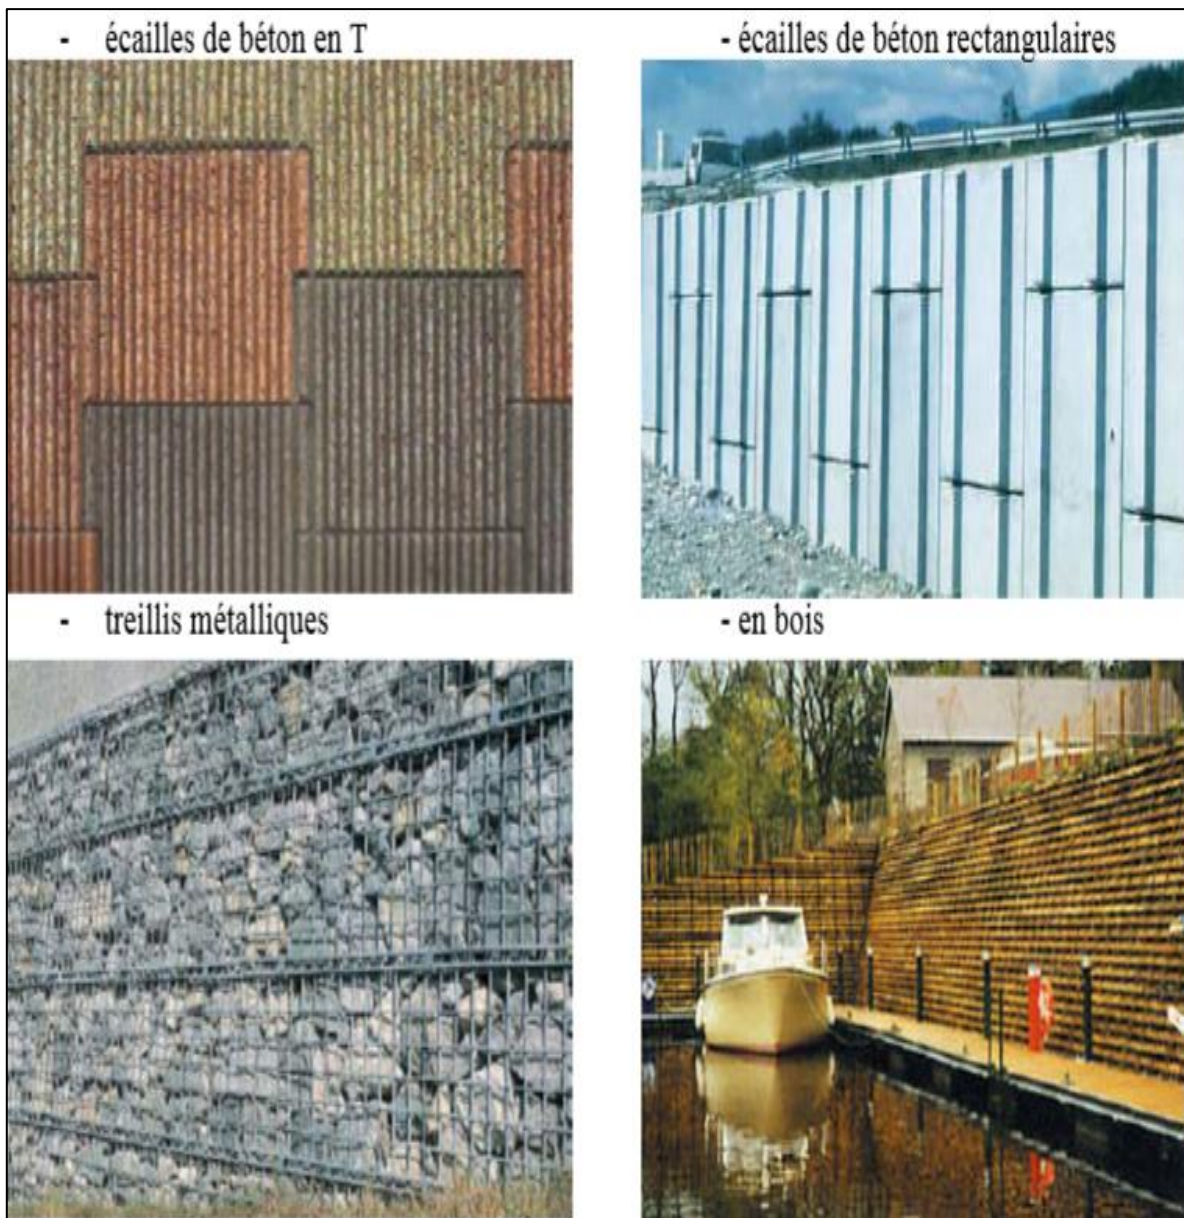 - écailles de béton en T
- écailles de béton rectangulaires
- treillis métalliques
- en bois